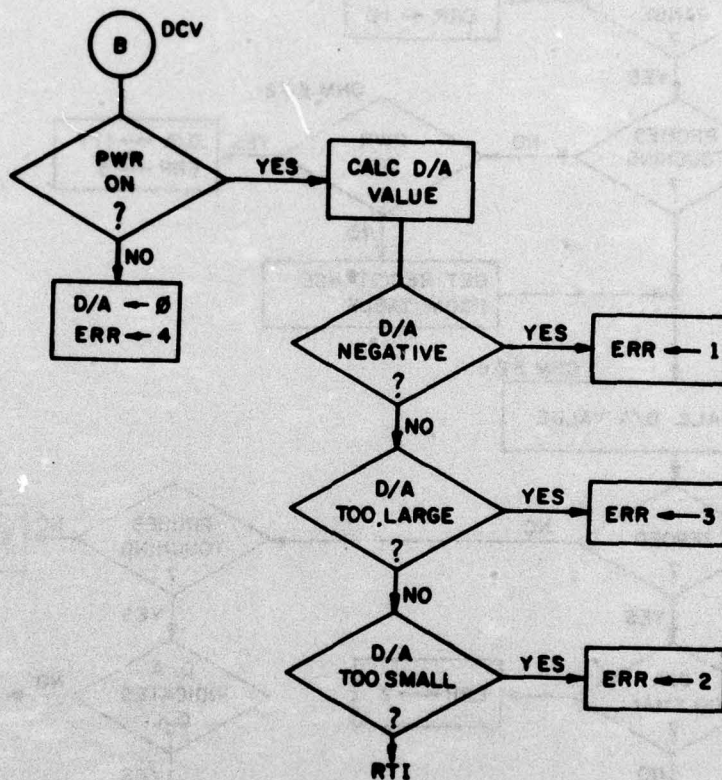 B
DCV
PWR
ON
?
YES
CALC D/A
VALUE
NO
D/A ← Ø
ERR ← 4
D/A
NEGATIVE
?
YES
ERR ← 1
NO
D/A
TOO LARGE
?
YES
ERR ← 3
NO
D/A
TOO SMALL
?
YES
ERR ← 2
RTI